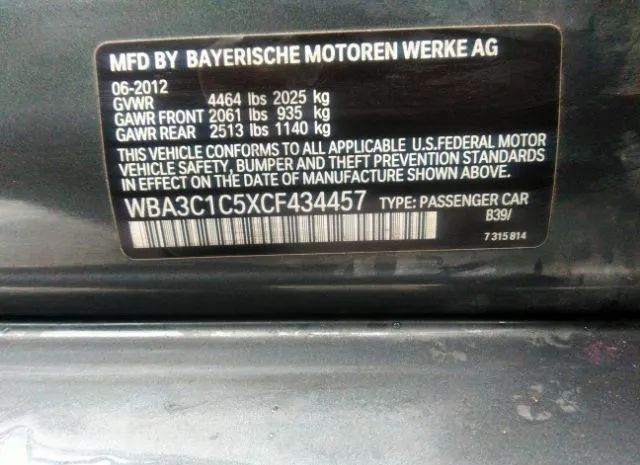 MFD BY BAYERISCHE MOTOREN WERKE AG
06-2012
GVWR 4464 lbs 2025 kg
GAWR FRONT 2061 lbs 935 kg
GAWR REAR 2513 lbs 1140 kg
THIS VEHICLE CONFORMS TO ALL APPLICABLE U.S.FEDERAL MOTOR
VEHICLE SAFETY, BUMPER AND THEFT PREVENTION STANDARDS
IN EFFECT ON THE DATE OF MANUFACTURE SHOWN ABOVE.
WBA3C1C5XCF434457 TYPE: PASSENGER CAR
B39/
7 315 814